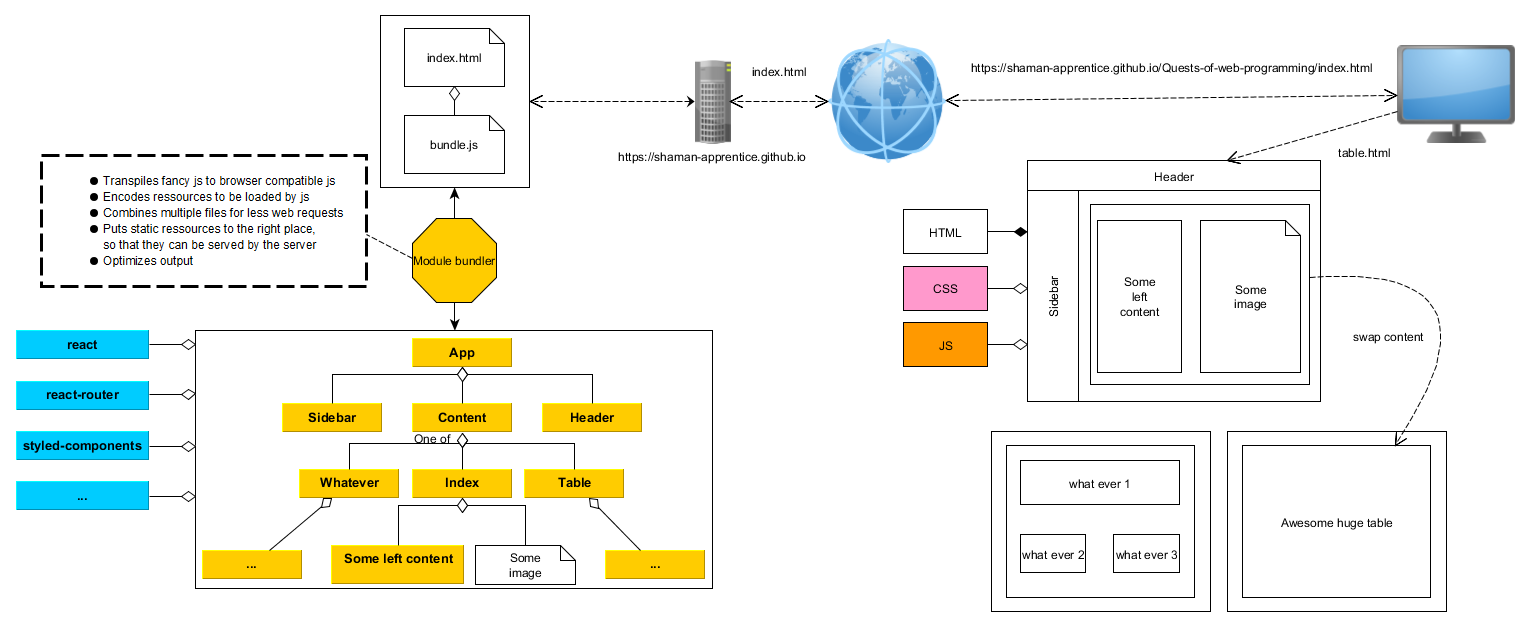 index.html
bundle.js
index.html
https://shaman-apprentice.github.io
https://shaman-apprentice.github.io/Quests-of-web-programming/index.html
table.html
● Transpiles fancy js to browser compatible js
● Encodes ressources to be loaded by js
● Combines multiple files for less web requests
● Puts static ressources to the right place,
so that they can be served by the server
● Optimizes output
Module bundler
react
react-router
styled-components
...
App
Sidebar
Content
Header
One of
Whatever
Index
Table
...
Some left content
Some
image
...
HTML
CSS
JS
Header
Sidebar
Some
left
content
Some
image
swap content
what ever 1
what ever 2
what ever 3
Awesome huge table